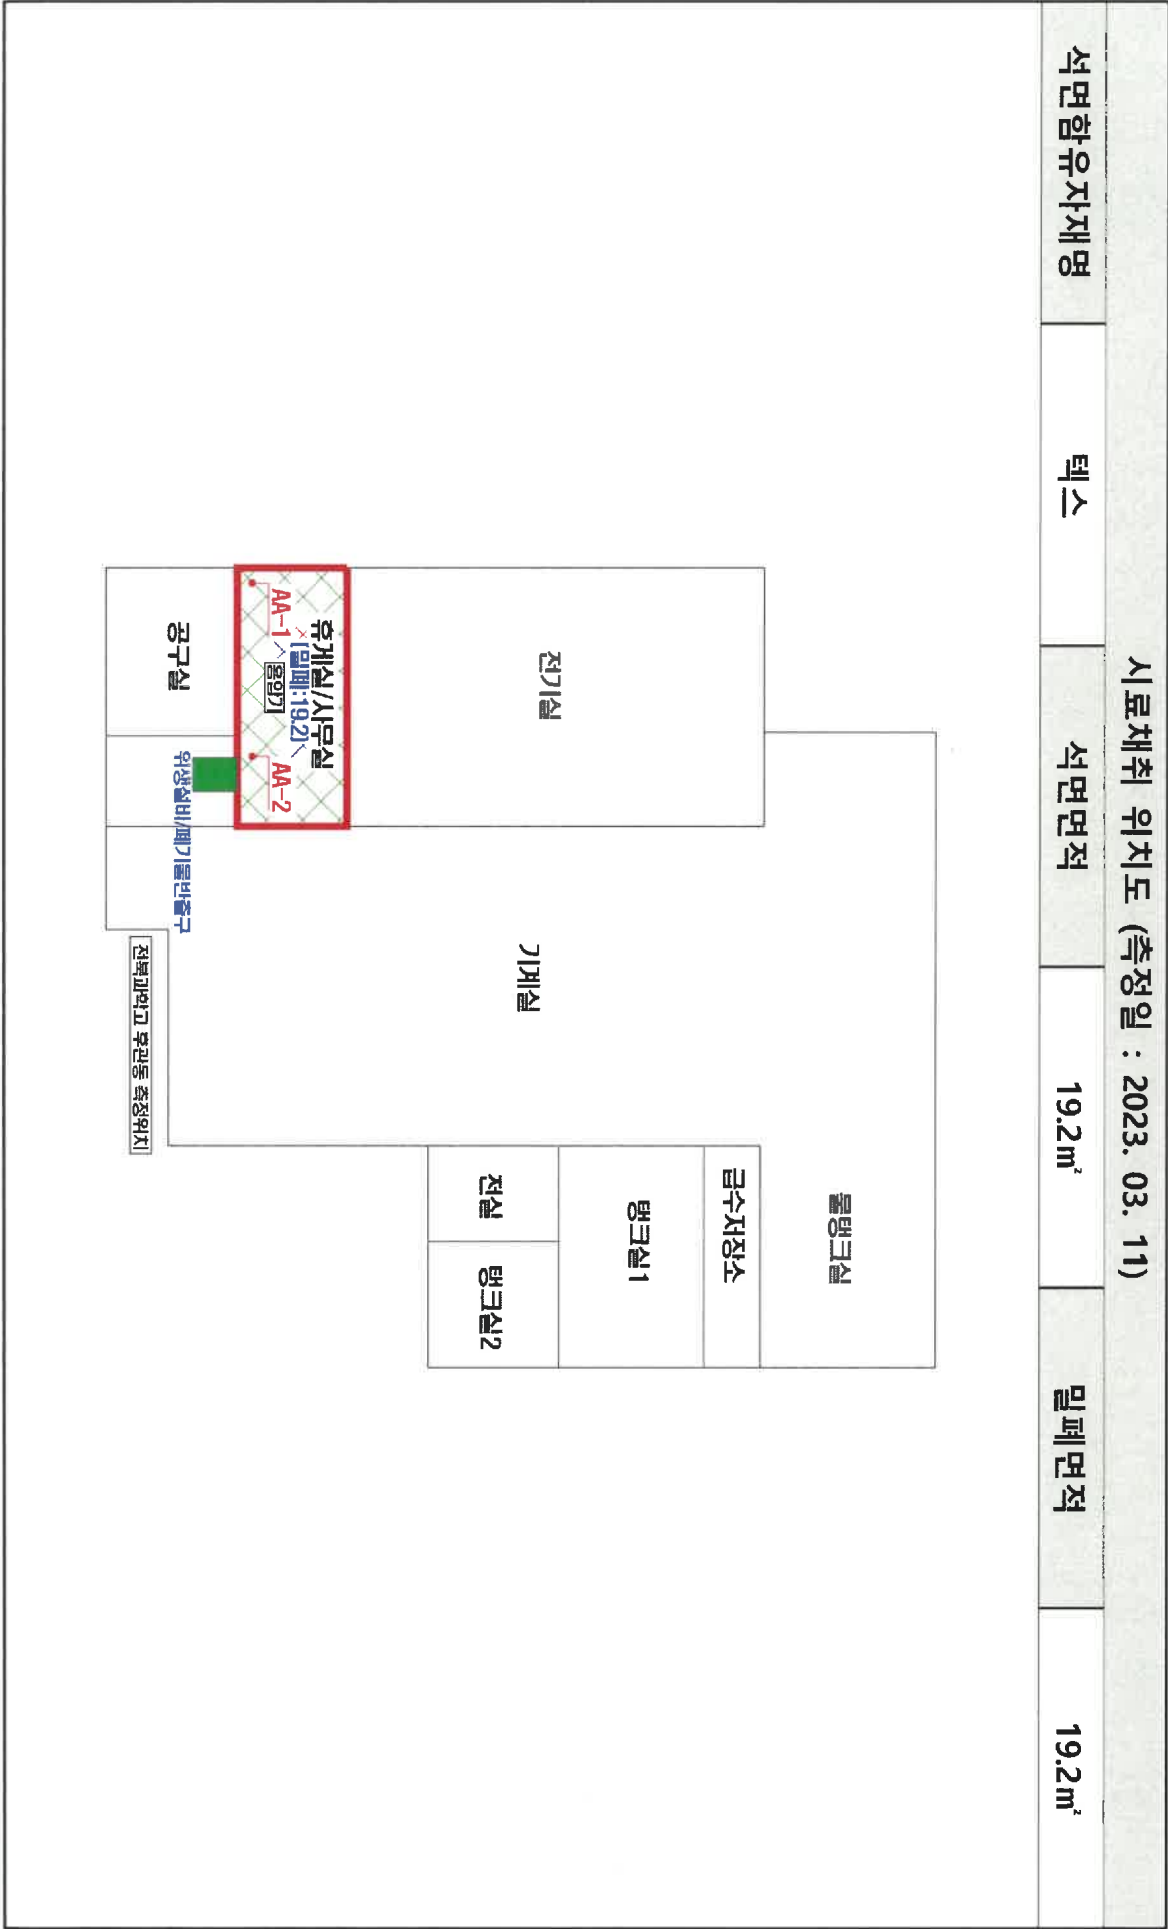 시료채취 위치도 (측정일 : 2023. 03. 11)
석면함유자재명 텍스 석면면적 19.2㎡ 밀폐면적 19.2㎡
물탱크실
급수저장소
탱크실1
전실
탱크실2
전기실
기계실
휴게실/사무실
[밀폐:19.2]
음압기
AA-1
AA-2
공구실
위생설비/폐기물반출구
전북과학고 후관동 측정위치